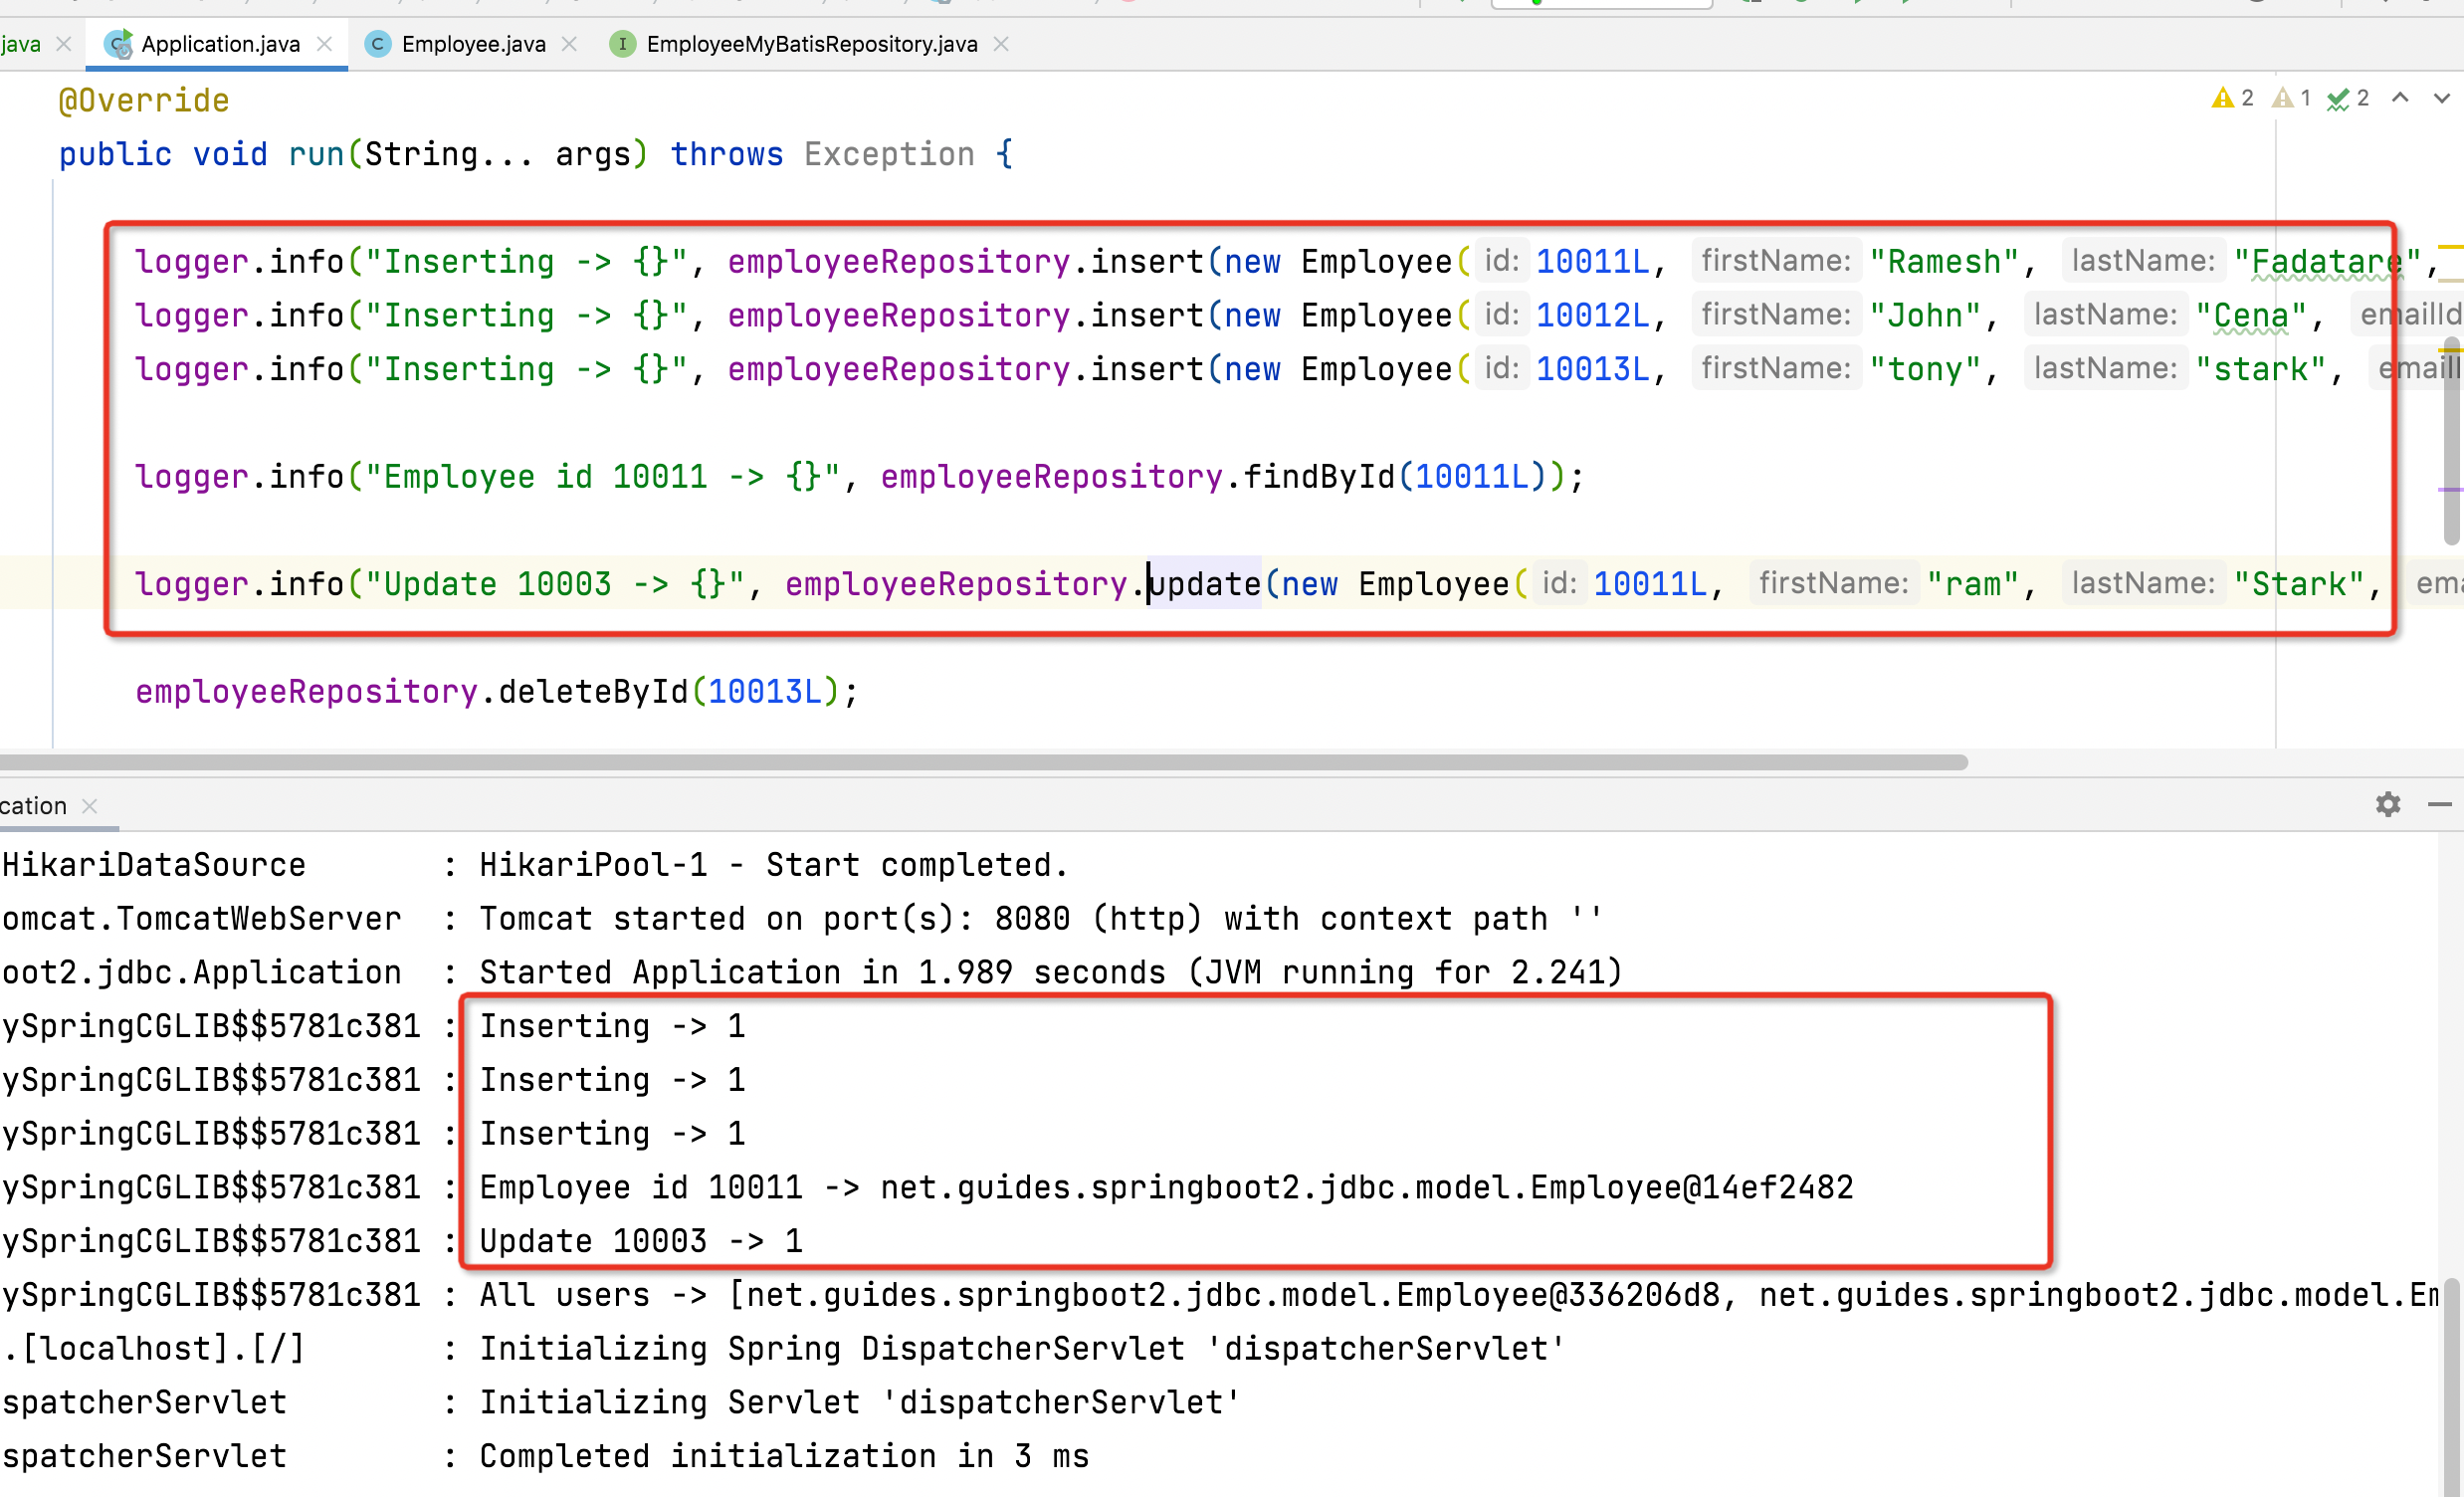 java Application.java Employee.java EmployeeMyBatisRepository.java
@Override
2 1 2
public void run(String... args) throws Exception {
logger.info("Inserting -> {}", employeeRepository.insert(new Employee( id: 10011L, firstName: "Ramesh", lastName: "Fadatare",
logger.info("Inserting -> {}", employeeRepository.insert(new Employee( id: 10012L, firstName: "John", lastName: "Cena", emailId
logger.info("Inserting -> {}", employeeRepository.insert(new Employee( id: 10013L, firstName: "tony", lastName: "stark", emailI
logger.info("Employee id 10011 -> {}", employeeRepository.findById(10011L));
logger.info("Update 10003 -> {}", employeeRepository.update(new Employee( id: 10011L, firstName: "ram", lastName: "Stark", ema
employeeRepository.deleteById(10013L);
cation
HikariDataSource : HikariPool-1 - Start completed.
omcat.TomcatWebServer : Tomcat started on port(s): 8080 (http) with context path ''
oot2.jdbc.Application : Started Application in 1.989 seconds (JVM running for 2.241)
ySpringCGLIB$$5781c381 : Inserting -> 1
ySpringCGLIB$$5781c381 : Inserting -> 1
ySpringCGLIB$$5781c381 : Inserting -> 1
ySpringCGLIB$$5781c381 : Employee id 10011 -> net.guides.springboot2.jdbc.model.Employee@14ef2482
ySpringCGLIB$$5781c381 : Update 10003 -> 1
ySpringCGLIB$$5781c381 : All users -> [net.guides.springboot2.jdbc.model.Employee@336206d8, net.guides.springboot2.jdbc.model.Em
.[localhost].[/] : Initializing Spring DispatcherServlet 'dispatcherServlet'
spatcherServlet : Initializing Servlet 'dispatcherServlet'
spatcherServlet : Completed initialization in 3 ms